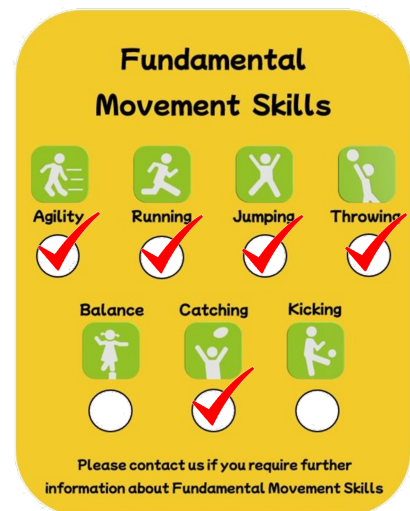 Fundamental
Movement Skills
Agility Running Jumping Throwing
Balance Catching Kicking
Please contact us if you require further
information about Fundamental Movement Skills